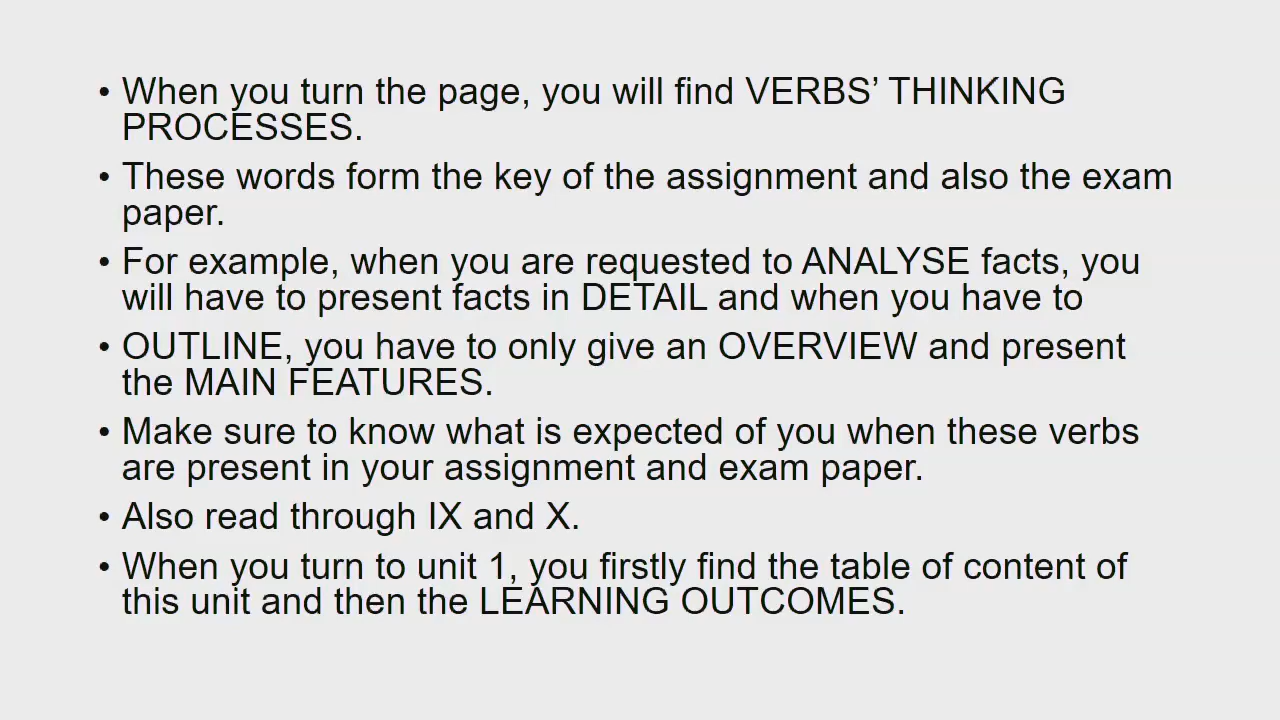 • When you turn the page, you will find VERBS’ THINKING
PROCESSES.
• These words form the key of the assignment and also the exam
paper.
• For example, when you are requested to ANALYSE facts, you
will have to present facts in DETAIL and when you have to
• OUTLINE, you have to only give an OVERVIEW and present
the MAIN FEATURES.
• Make sure to know what is expected of you when these verbs
are present in your assignment and exam paper.
• Also read through IX and X.
• When you turn to unit 1, you firstly find the table of content of
this unit and then the LEARNING OUTCOMES.